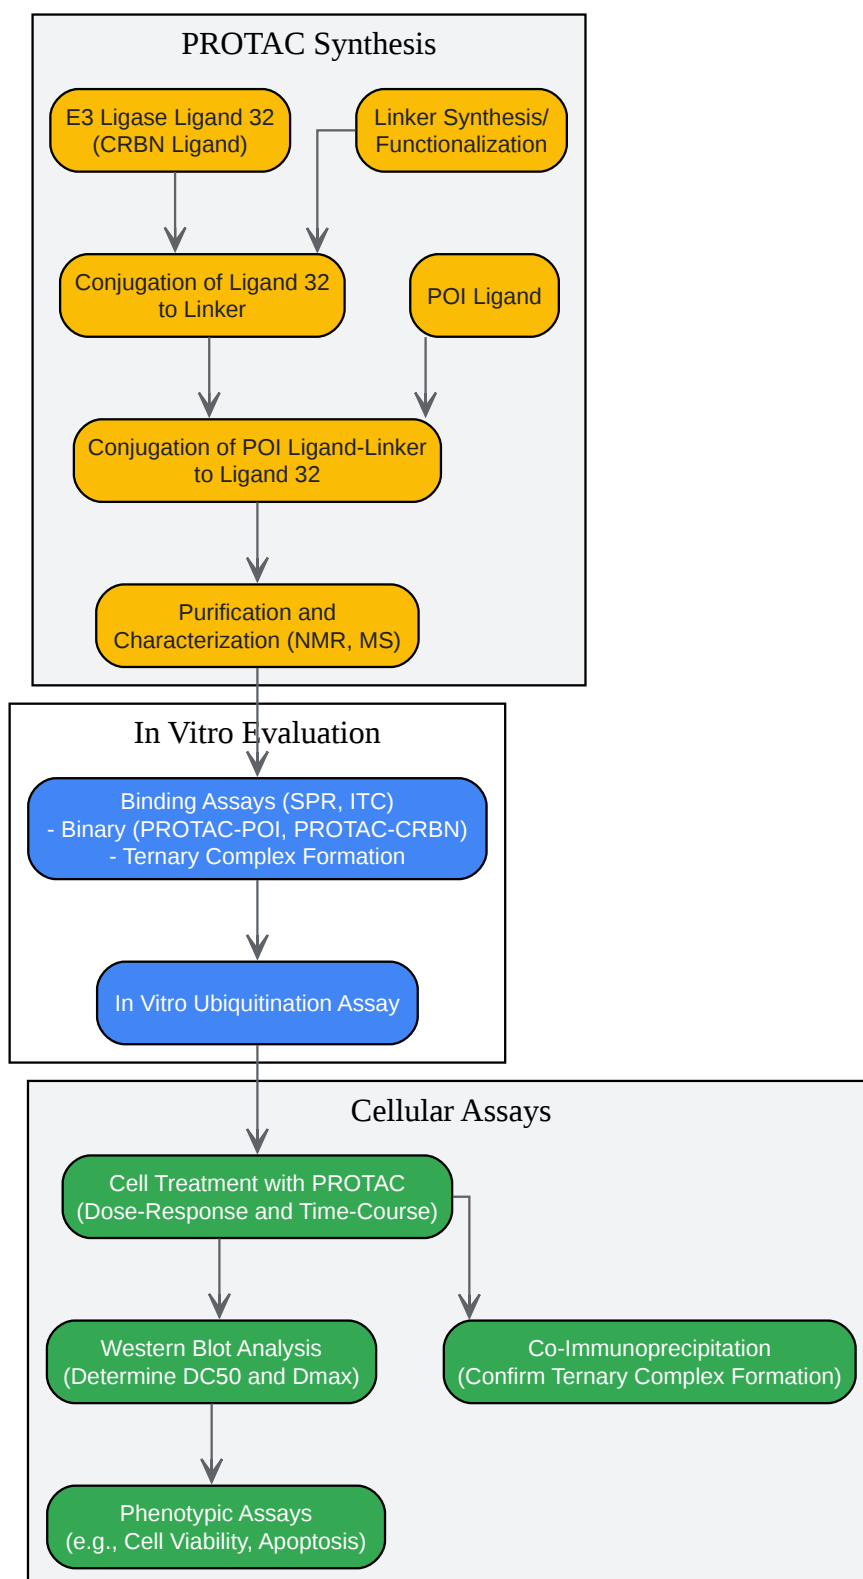 PROTAC Synthesis
E3 Ligase Ligand 32
(CRBN Ligand)
Linker Synthesis/
Functionalization
Conjugation of Ligand 32
to Linker
POI Ligand
Conjugation of POI Ligand-Linker
to Ligand 32
Purification and
Characterization (NMR, MS)
In Vitro Evaluation
Binding Assays (SPR, ITC)
- Binary (PROTAC-POI, PROTAC-CRBN)
- Ternary Complex Formation
In Vitro Ubiquitination Assay
Cellular Assays
Cell Treatment with PROTAC
(Dose-Response and Time-Course)
Western Blot Analysis
(Determine DC50 and Dmax)
Co-Immunoprecipitation
(Confirm Ternary Complex Formation)
Phenotypic Assays
(e.g., Cell Viability, Apoptosis)